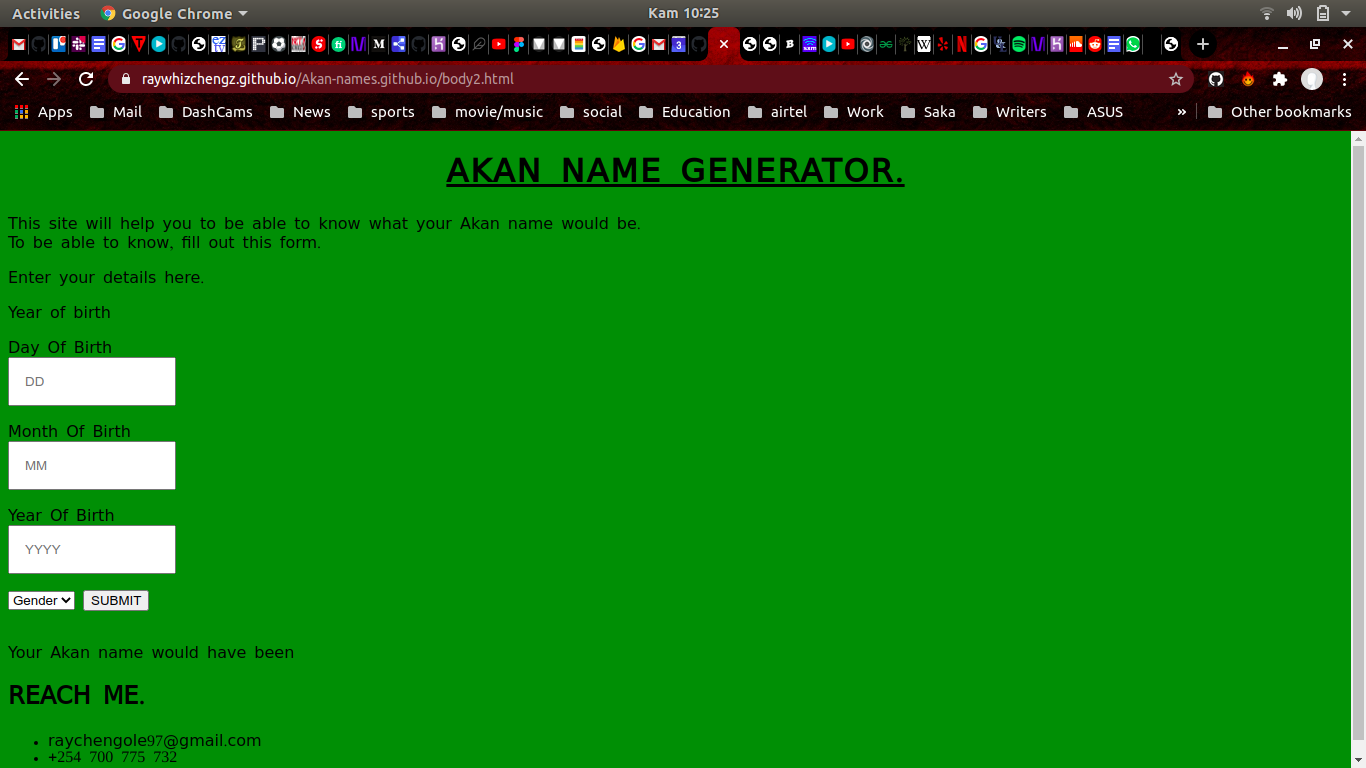 Activities Google Chrome Kam 10:25
raywhizchengz.github.io/Akan-names.github.io/body2.html
Apps Mail DashCams News sports movie/music social Education airtel Work Saka Writers ASUS » Other bookmarks
AKAN NAME GENERATOR.
This site will help you to be able to know what your Akan name would be.
To be able to know, fill out this form.
Enter your details here.
Year of birth
Day Of Birth
DD
Month Of Birth
MM
Year Of Birth
YYYY
Gender SUBMIT
Your Akan name would have been
REACH ME.
raychengole97@gmail.com
+254 700 775 732